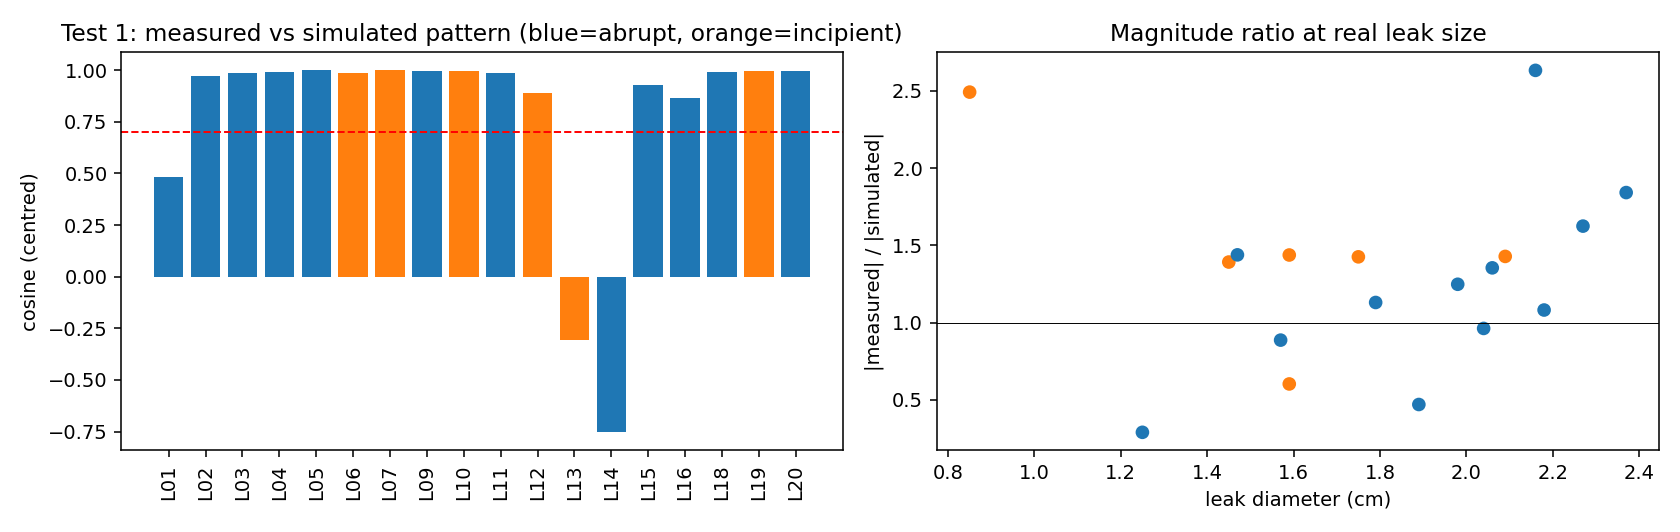 Test 1: measured vs simulated pattern (blue=abrupt, orange=incipient)
cosine (centred)
1.00
0.75
0.50
0.25
0.00
−0.25
−0.50
−0.75
L01 L02 L03 L04 L05 L06 L07 L09 L10 L11 L12 L13 L14 L15 L16 L18 L19 L20
Magnitude ratio at real leak size
|measured| / |simulated|
2.5
2.0
1.5
1.0
0.5
0.8 1.0 1.2 1.4 1.6 1.8 2.0 2.2 2.4
leak diameter (cm)